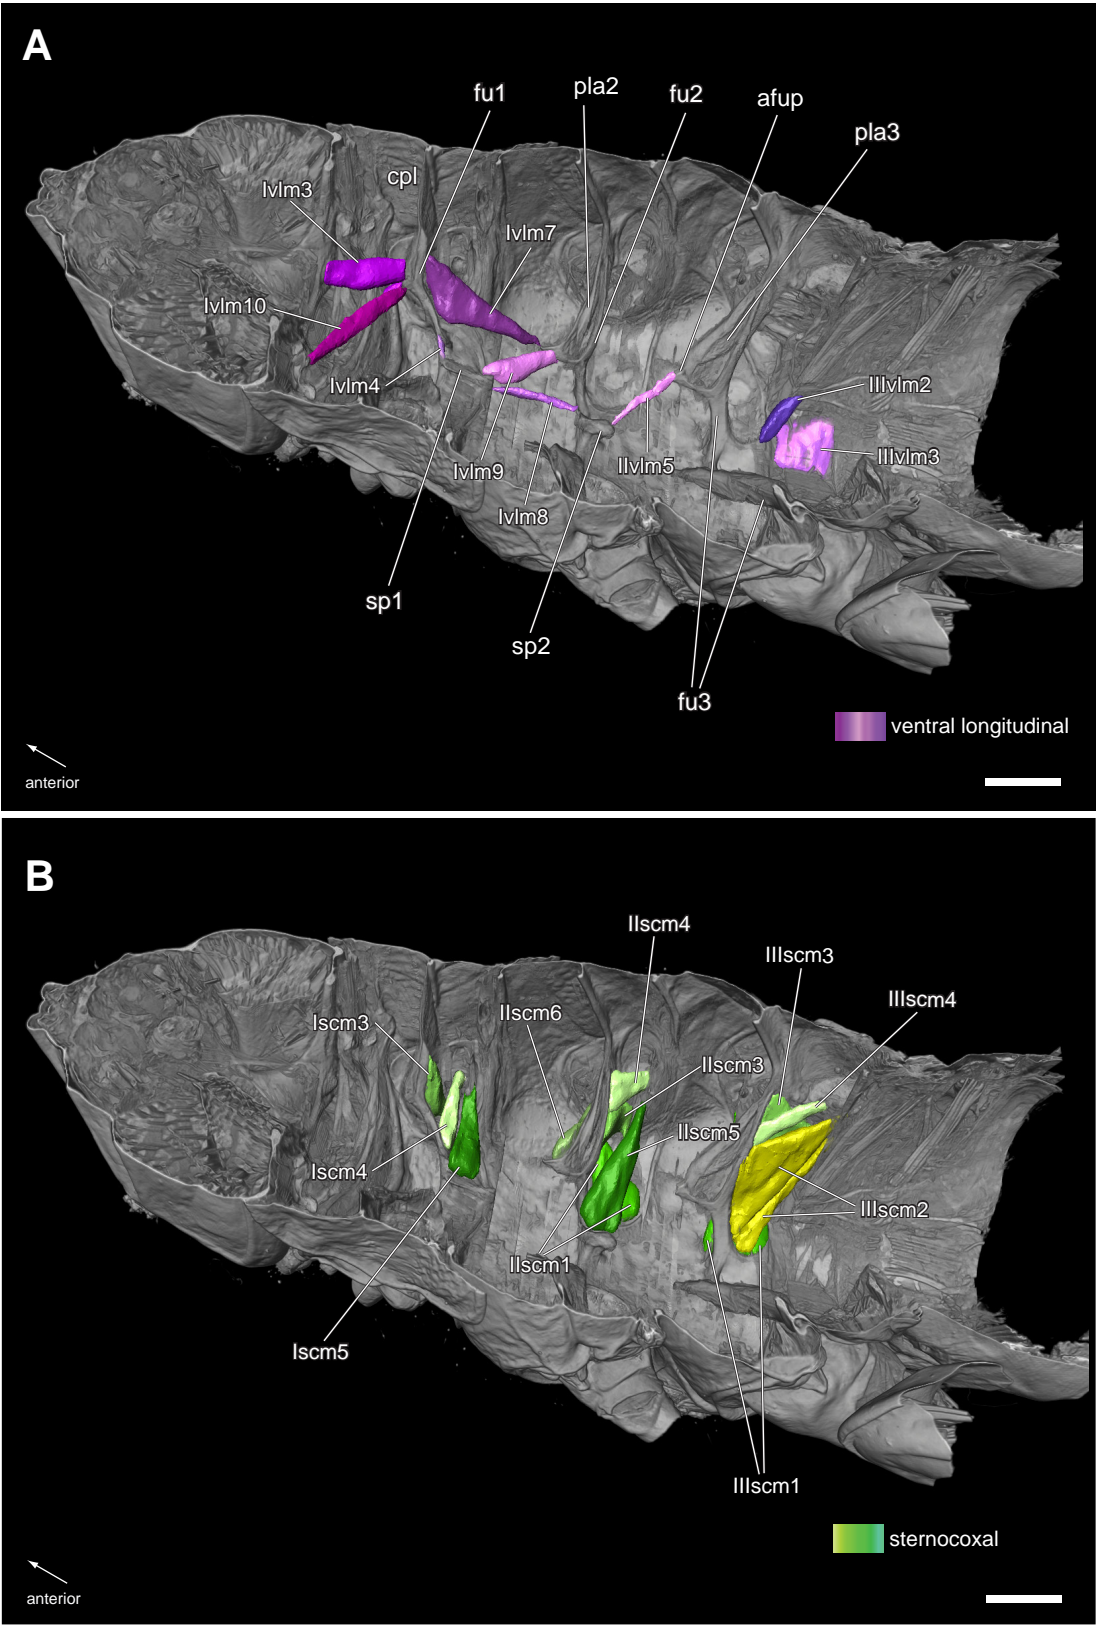 A
fu1
pla2
fu2
afup
pla3
cpl
Ivlm3
Ivlm7
Ivlm10
Ivlm4
IIIvlm2
Ivlm9
IIvlm5
IIIvlm3
Ivlm8
sp1
sp2
fu3
ventral longitudinal
anterior
B
IIscm4
IIIscm3
IIIscm4
Iscm3
IIscm6
IIscm3
IIscm5
Iscm4
IIIscm2
IIscm1
Iscm5
IIIscm1
sternocoxal
anterior